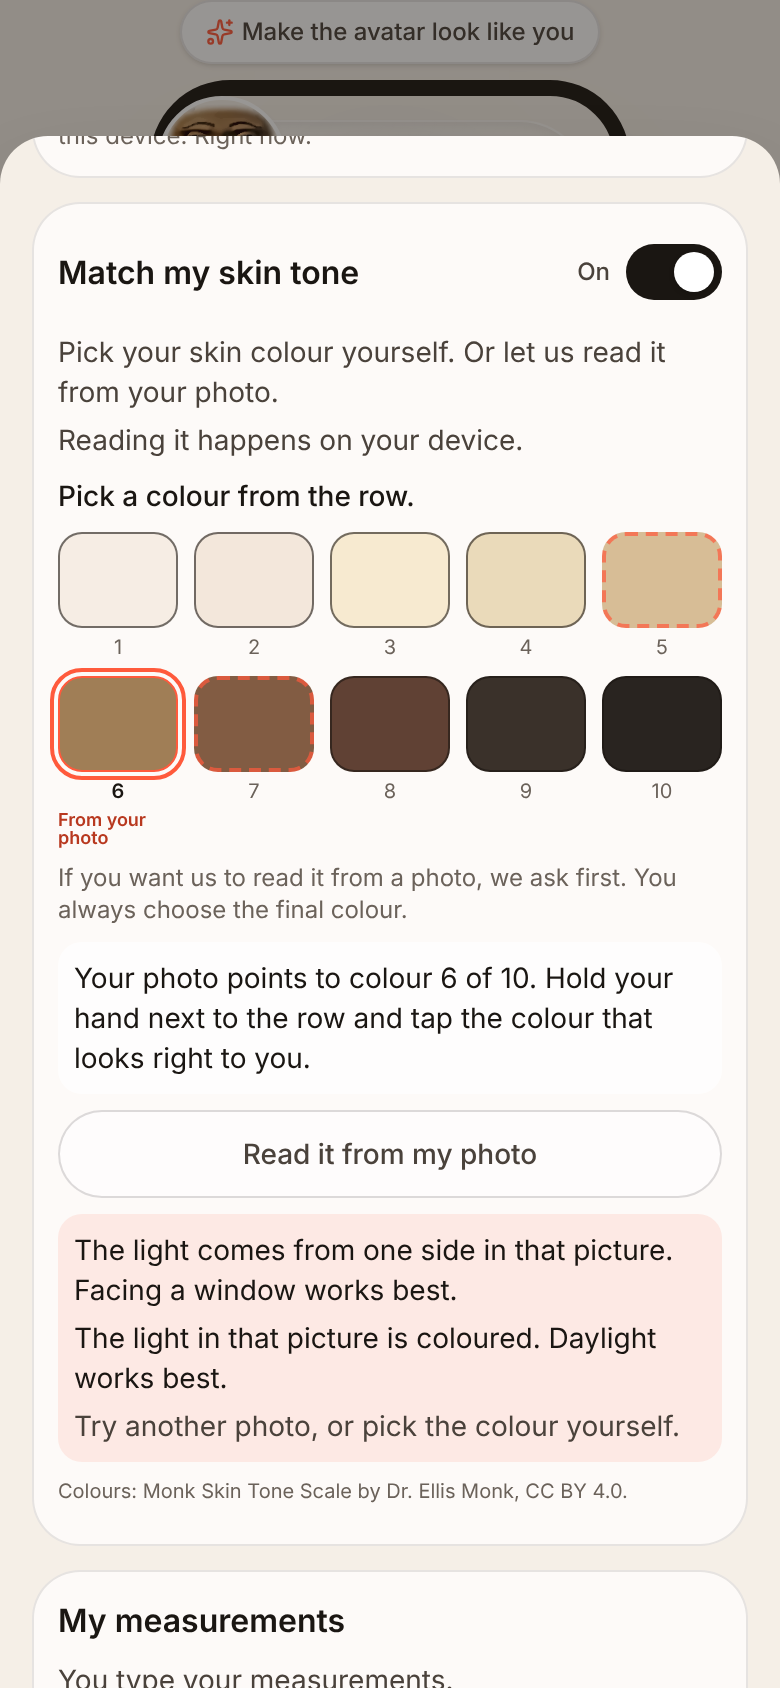 Make the avatar look like you
this device. Right now.
Match my skin tone
On
Pick your skin colour yourself. Or let us read it
from your photo.
Reading it happens on your device.
Pick a colour from the row.
1
2
3
4
5
6
7
8
9
10
From your
photo
If you want us to read it from a photo, we ask first. You
always choose the final colour.
Your photo points to colour 6 of 10. Hold your
hand next to the row and tap the colour that
looks right to you.
Read it from my photo
The light comes from one side in that picture.
Facing a window works best.
The light in that picture is coloured. Daylight
works best.
Try another photo, or pick the colour yourself.
Colours: Monk Skin Tone Scale by Dr. Ellis Monk, CC BY 4.0.
My measurements
You type your measurements.